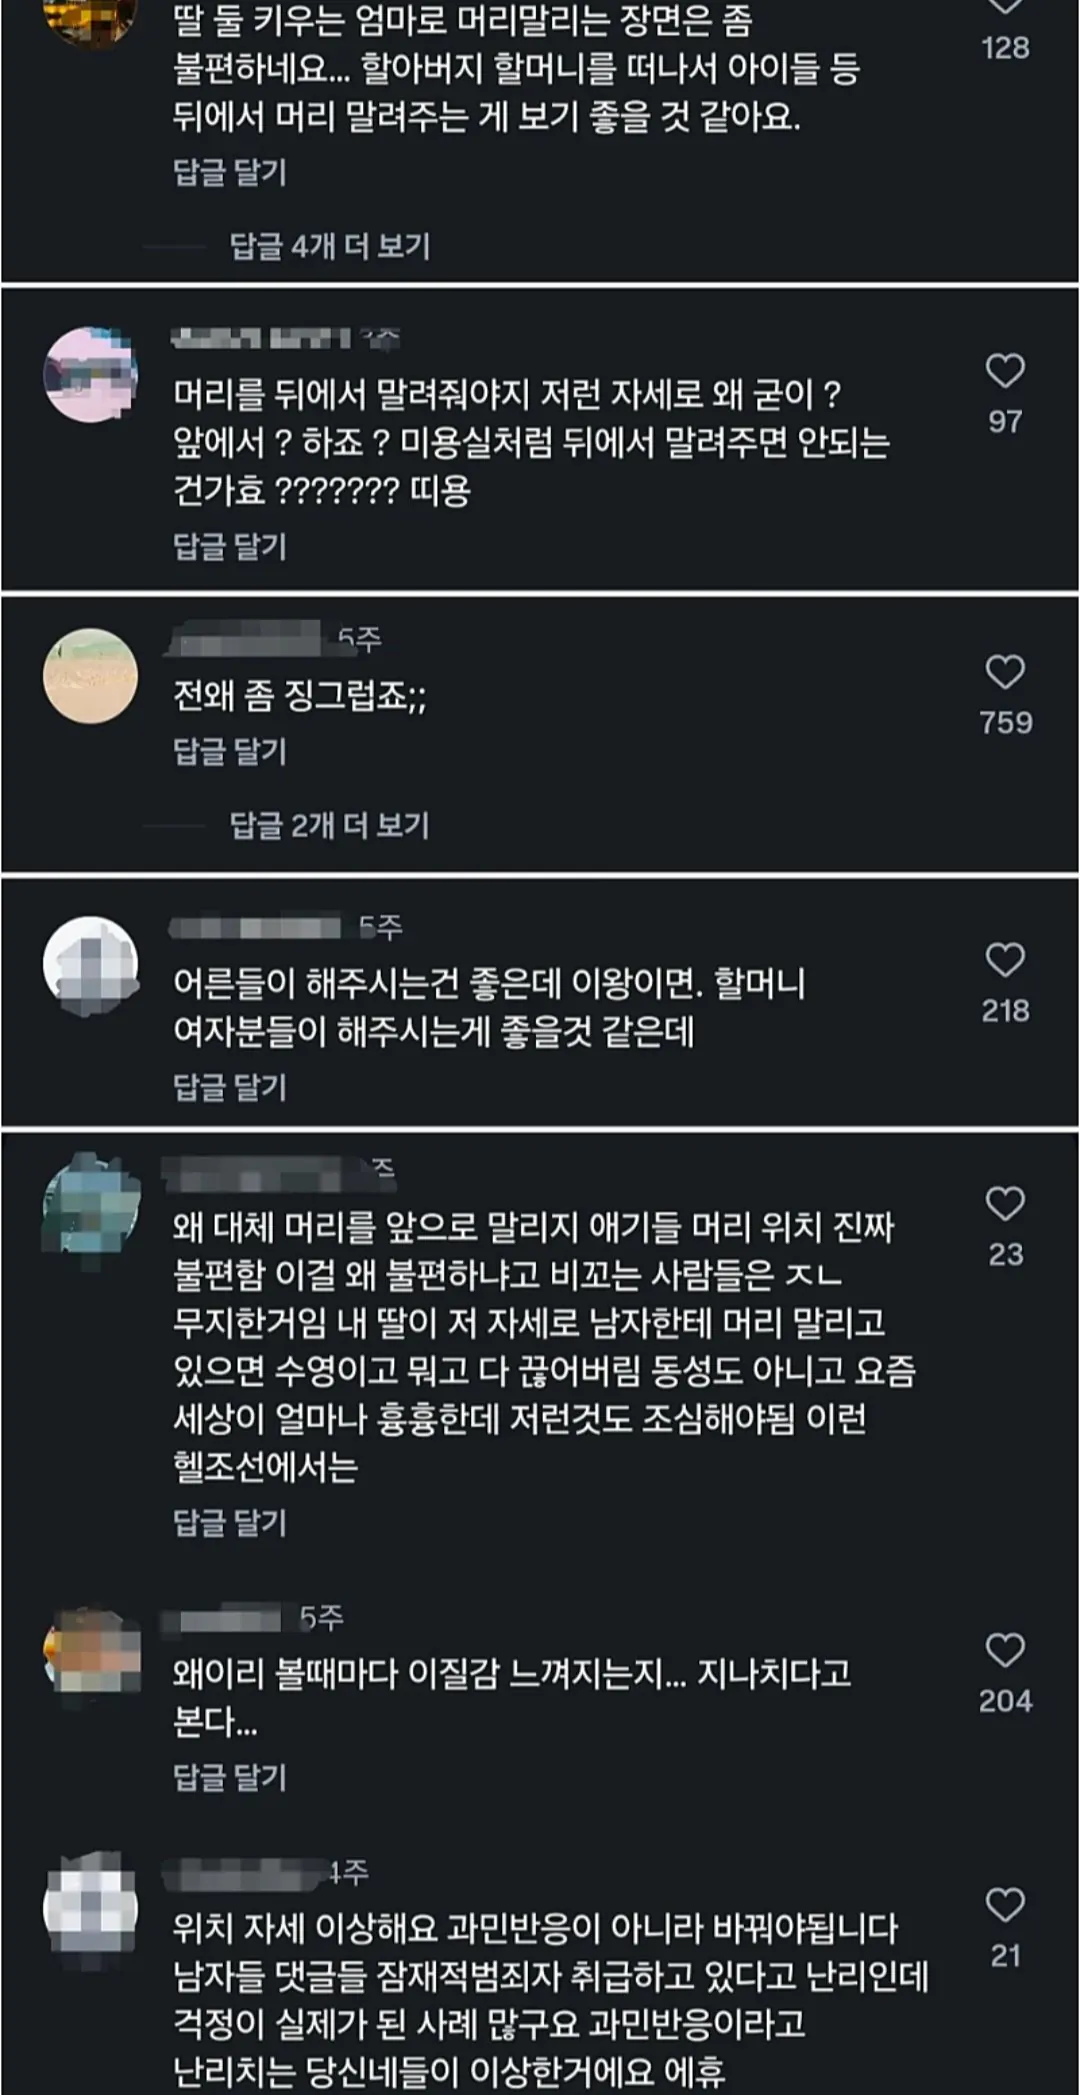 딸 둘 키우는 엄마로 머리말리는 장면은 좀
128
불편하네요... 할아버지 할머니를 떠나서 아이들 등
뒤에서 머리 말려주는 게 보기 좋을 것 같아요.
답글 달기
답글 4개 더 보기
머리를 뒤에서 말려줘야지 저런 자세로 왜 굳이 ?
97
앞에서 ? 하죠 ? 미용실처럼 뒤에서 말려주면 안되는
건가효 ??????? 띠용
답글 달기
5주
전왜 좀 징그럽죠;;
759
답글 달기
답글 2개 더 보기
5주
어른들이 해주시는건 좋은데 이왕이면. 할머니
218
여자분들이 해주시는게 좋을것 같은데
답글 달기
왜 대체 머리를 앞으로 말리지 애기들 머리 위치 진짜
23
불편함 이걸 왜 불편하냐고 비꼬는 사람들은 ㅈㄴ
무지한거임 내 딸이 저 자세로 남자한테 머리 말리고
있으면 수영이고 뭐고 다 끊어버림 동성도 아니고 요즘
세상이 얼마나 흉흉한데 저런것도 조심해야됨 이런
헬조선에서는
답글 달기
5주
왜이리 볼때마다 이질감 느껴지는지... 지나치다고
204
본다...
답글 달기
4주
위치 자세 이상해요 과민반응이 아니라 바꿔야됩니다
21
남자들 댓글들 잠재적범죄자 취급하고 있다고 난리인데
걱정이 실제가 된 사례 많구요 과민반응이라고
난리치는 당신네들이 이상한거에요 에휴